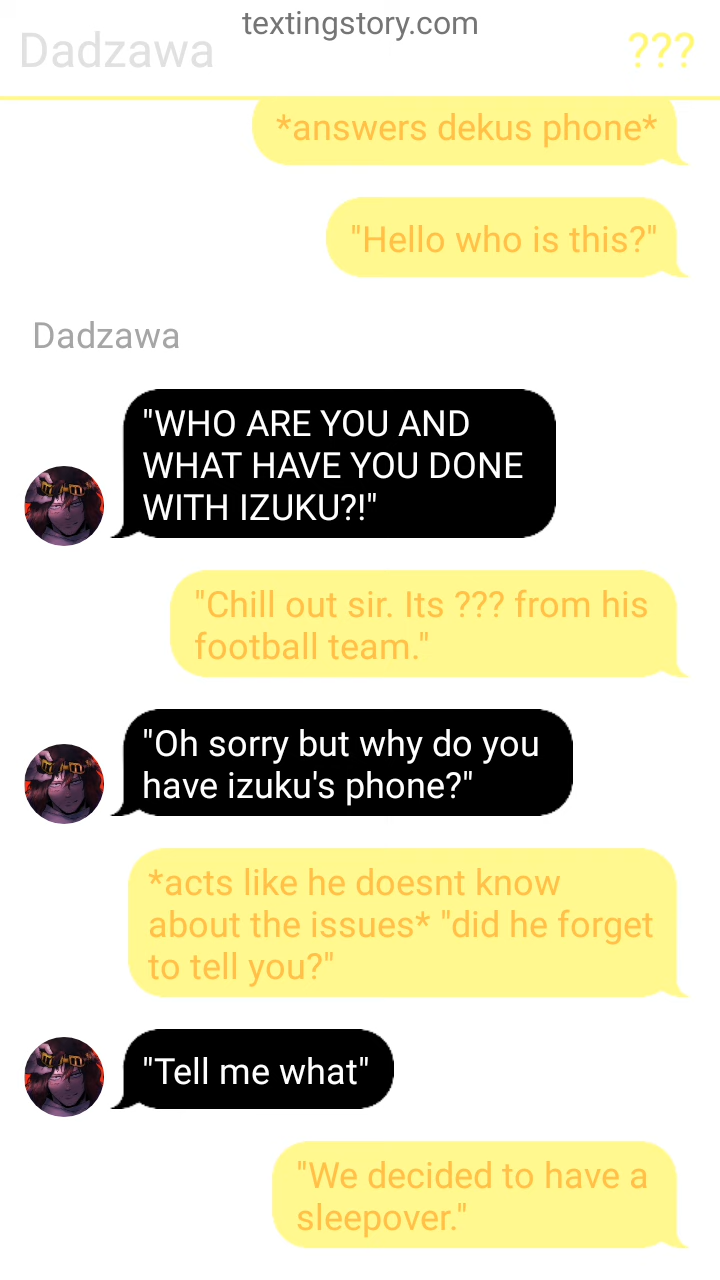 textingstory.com
Dadzawa
???
*answers dekus phone*
"Hello who is this?"
Dadzawa
"WHO ARE YOU AND
WHAT HAVE YOU DONE
WITH IZUKU?!"
"Chill out sir. Its ??? from his
football team."
"Oh sorry but why do you
have izuku's phone?"
*acts like he doesnt know
about the issues* "did he forget
to tell you?"
"Tell me what"
"We decided to have a
sleepover."